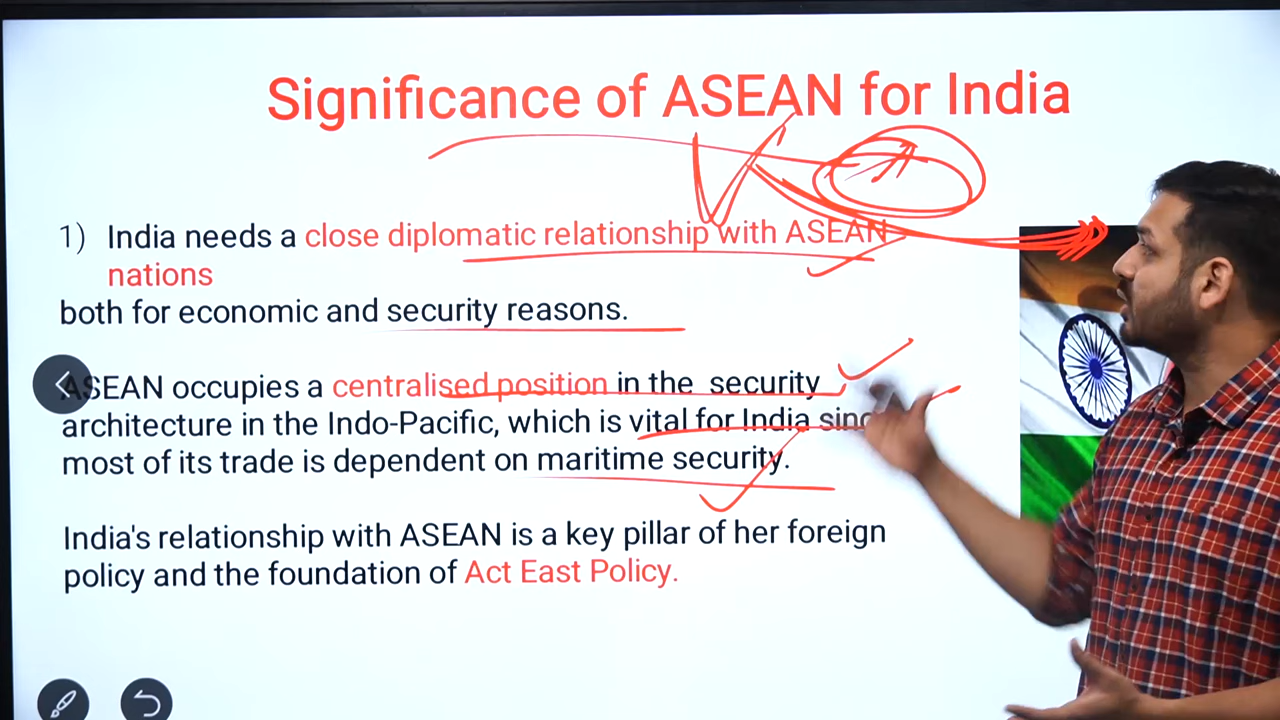 Significance of ASEAN for India
1) India needs a close diplomatic relationship with ASEAN
nations
both for economic and security reasons.
ASEAN occupies a centralised position in the security
architecture in the Indo-Pacific, which is vital for India
most of its trade is dependent on maritime security.
India's relationship with ASEAN is a key pillar of her foreign
policy and the foundation of Act East Policy.